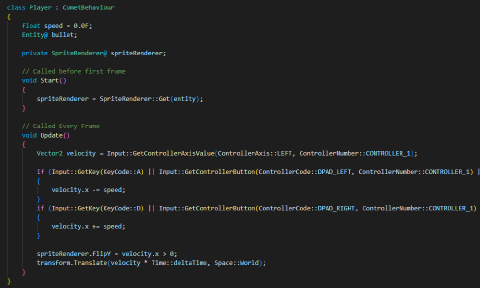 class Player : CometBehaviour
{
float speed = 0.0F;
Entity@ bullet;
private SpriteRenderer@ spriteRenderer;
// Called before first frame
void Start()
{
spriteRenderer = SpriteRenderer::Get(entity);
}
// Called Every Frame
void Update()
{
Vector2 velocity = Input::GetControllerAxisValue(ControllerAxis::LEFT, ControllerNumber::CONTROLLER_1);
if (Input::GetKey(KeyCode::A) || Input::GetControllerButton(ControllerCode::DPAD_LEFT, ControllerNumber::CONTROLLER_1) |
{
velocity.x -= speed;
}
if (Input::GetKey(KeyCode::D) || Input::GetControllerButton(ControllerCode::DPAD_RIGHT, ControllerNumber::CONTROLLER_1)
{
velocity.x += speed;
}
spriteRenderer.flipY = velocity.x > 0;
transform.Translate(velocity * Time::deltaTime, Space::World);
}
}